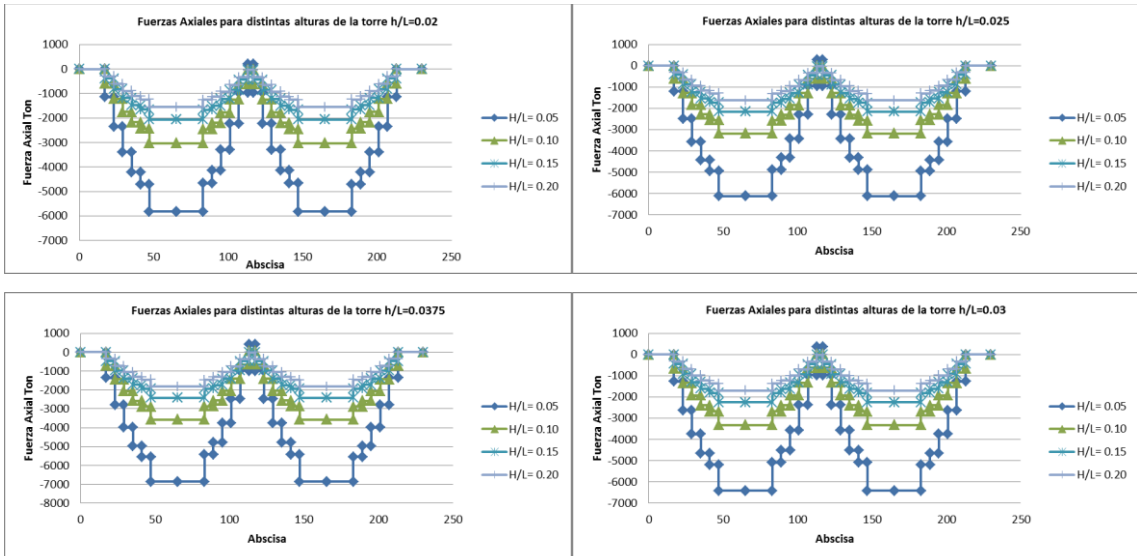 Fuerzas Axiales para distintas alturas de la torre h/L=0.02
Fuerza Axial Ton
1000
0
-1000
-2000
-3000
-4000
-5000
-6000
-7000
0 50 100 150 200 250
Abscisa
H/L= 0.05
H/L= 0.10
H/L= 0.15
H/L= 0.20
Fuerzas Axiales para distintas alturas de la torre h/L=0.025
Fuerza Axial Ton
1000
0
-1000
-2000
-3000
-4000
-5000
-6000
-7000
0 50 100 150 200 250
Abscisa
H/L= 0.05
H/L= 0.10
H/L= 0.15
H/L= 0.20
Fuerzas Axiales para distintas alturas de la torre h/L=0.0375
Fuerza Axial Ton
1000
0
-1000
-2000
-3000
-4000
-5000
-6000
-7000
-8000
0 50 100 150 200 250
Abscisa
H/L= 0.05
H/L= 0.10
H/L= 0.15
H/L= 0.20
Fuerzas Axiales para distintas alturas de la torre h/L=0.03
Fuerza Axial Ton
1000
0
-1000
-2000
-3000
-4000
-5000
-6000
-7000
0 50 100 150 200 250
Abscisa
H/L= 0.05
H/L= 0.10
H/L= 0.15
H/L= 0.20